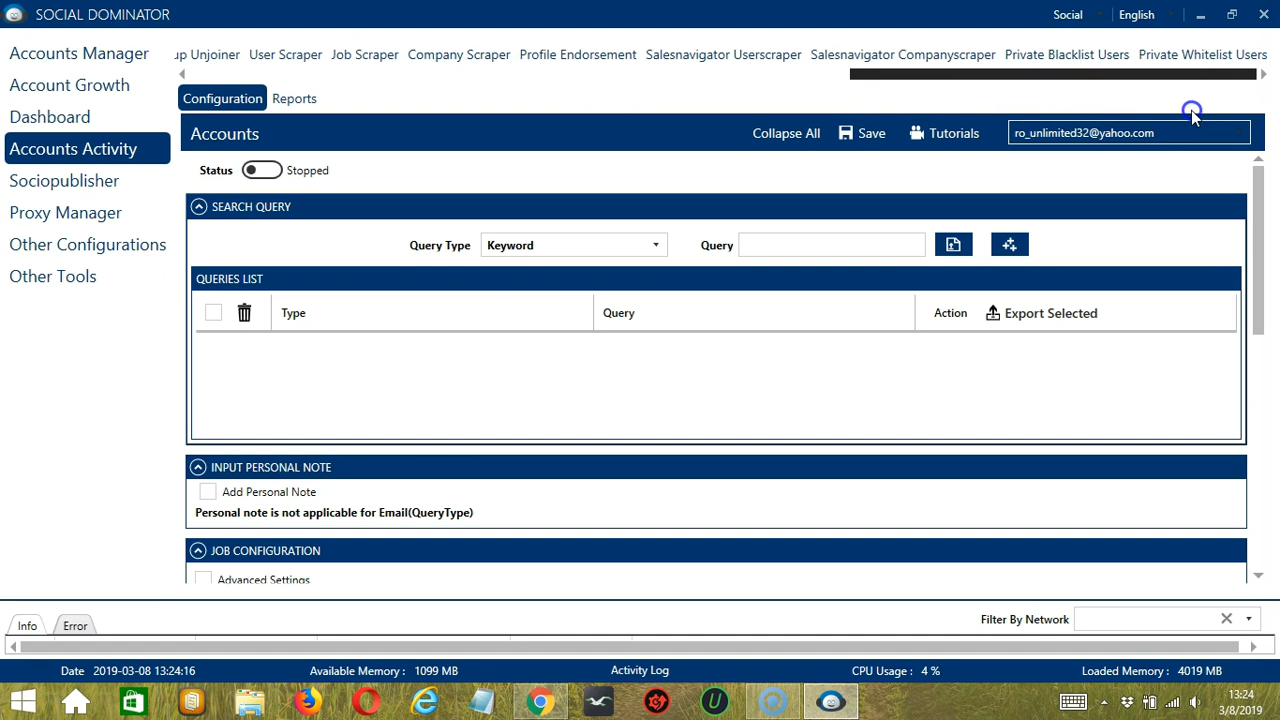 SOCIAL DOMINATOR
Social
English
Accounts Manager
Account Growth
Dashboard
Accounts Activity
Sociopublisher
Proxy Manager
Other Configurations
Other Tools
up Unjoiner User Scraper Job Scraper Company Scraper Profile Endorsement Salesnavigator Userscraper Salesnavigator Companyscraper Private Blacklist Users Private Whitelist Users
Configuration Reports
Accounts
Collapse All Save Tutorials ro_unlimited32@yahoo.com
Status Stopped
SEARCH QUERY
Query Type Keyword Query
QUERIES LIST
Type Query Action Export Selected
INPUT PERSONAL NOTE
Add Personal Note
Personal note is not applicable for Email(QueryType)
JOB CONFIGURATION
Advanced Settings
Info Error
Filter By Network
Date 2019-03-08 13:24:16 Available Memory : 1099 MB Activity Log CPU Usage : 4 % Loaded Memory : 4019 MB
13:24
3/8/2019